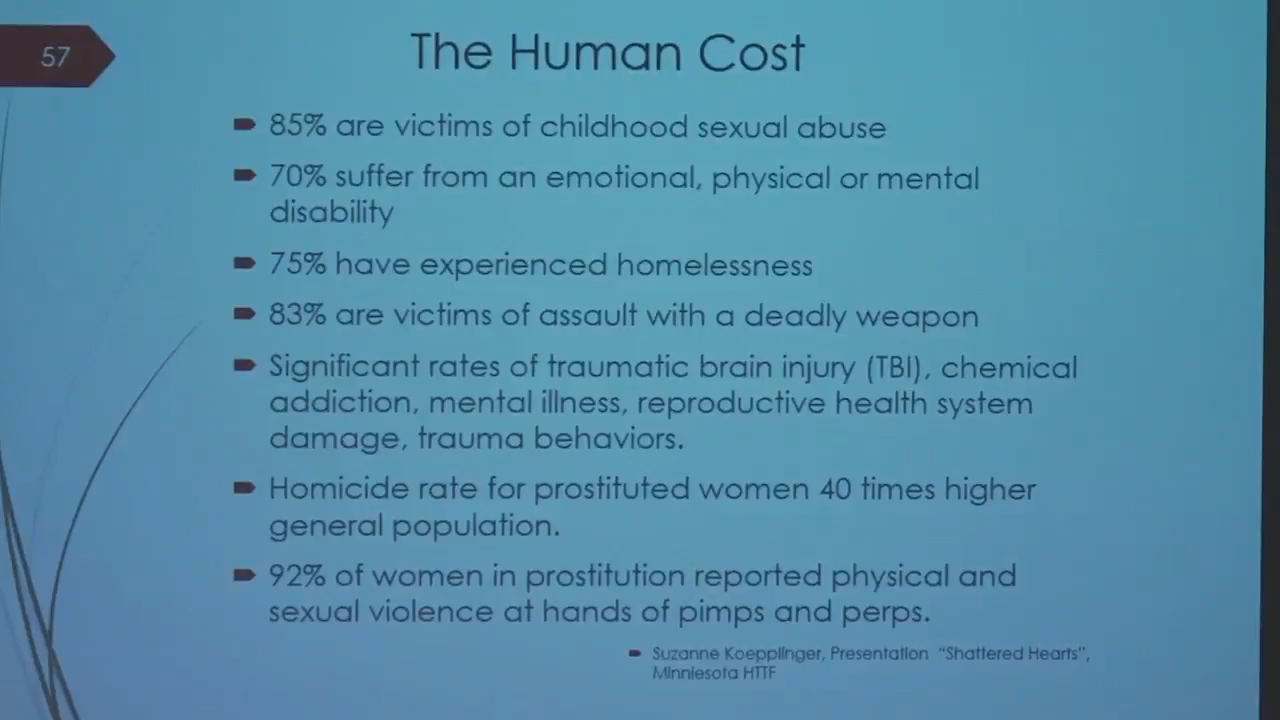 57
The Human Cost
85% are victims of childhood sexual abuse
70% suffer from an emotional, physical or mental
disability
75% have experienced homelessness
83% are victims of assault with a deadly weapon
Significant rates of traumatic brain injury (TBI), chemical
addiction, mental illness, reproductive health system
damage, trauma behaviors.
Homicide rate for prostituted women 40 times higher
general population.
92% of women in prostitution reported physical and
sexual violence at hands of pimps and perps.
Suzanne Koepplinger, Presentation "Shattered Hearts",
Minniesota HTTF